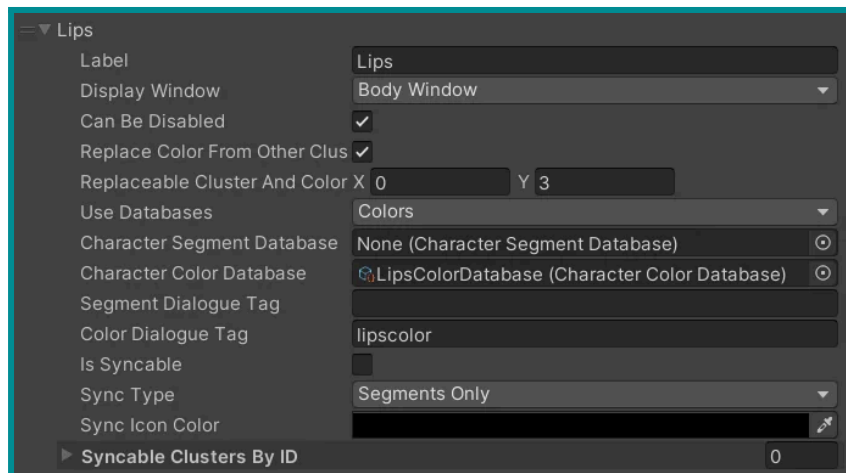 Lips
Label Lips
Display Window Body Window
Can Be Disabled
Replace Color From Other Clus
Replaceable Cluster And Color X 0 Y 3
Use Databases Colors
Character Segment Database None (Character Segment Database)
Character Color Database LipsColorDatabase (Character Color Database)
Segment Dialogue Tag
Color Dialogue Tag lipscolor
Is Syncable
Sync Type Segments Only
Sync Icon Color
Syncable Clusters By ID 0